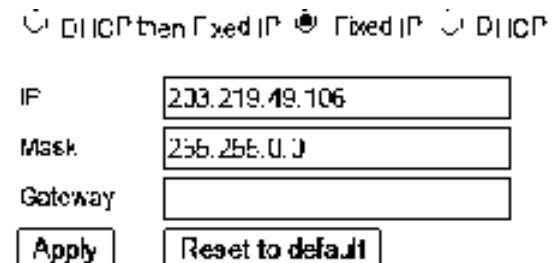 DHCP then Fixed IP Fixed IP DHCP
IP 203.219.49.106
Mask 255.255.0.0
Gateway
Apply Reset to default